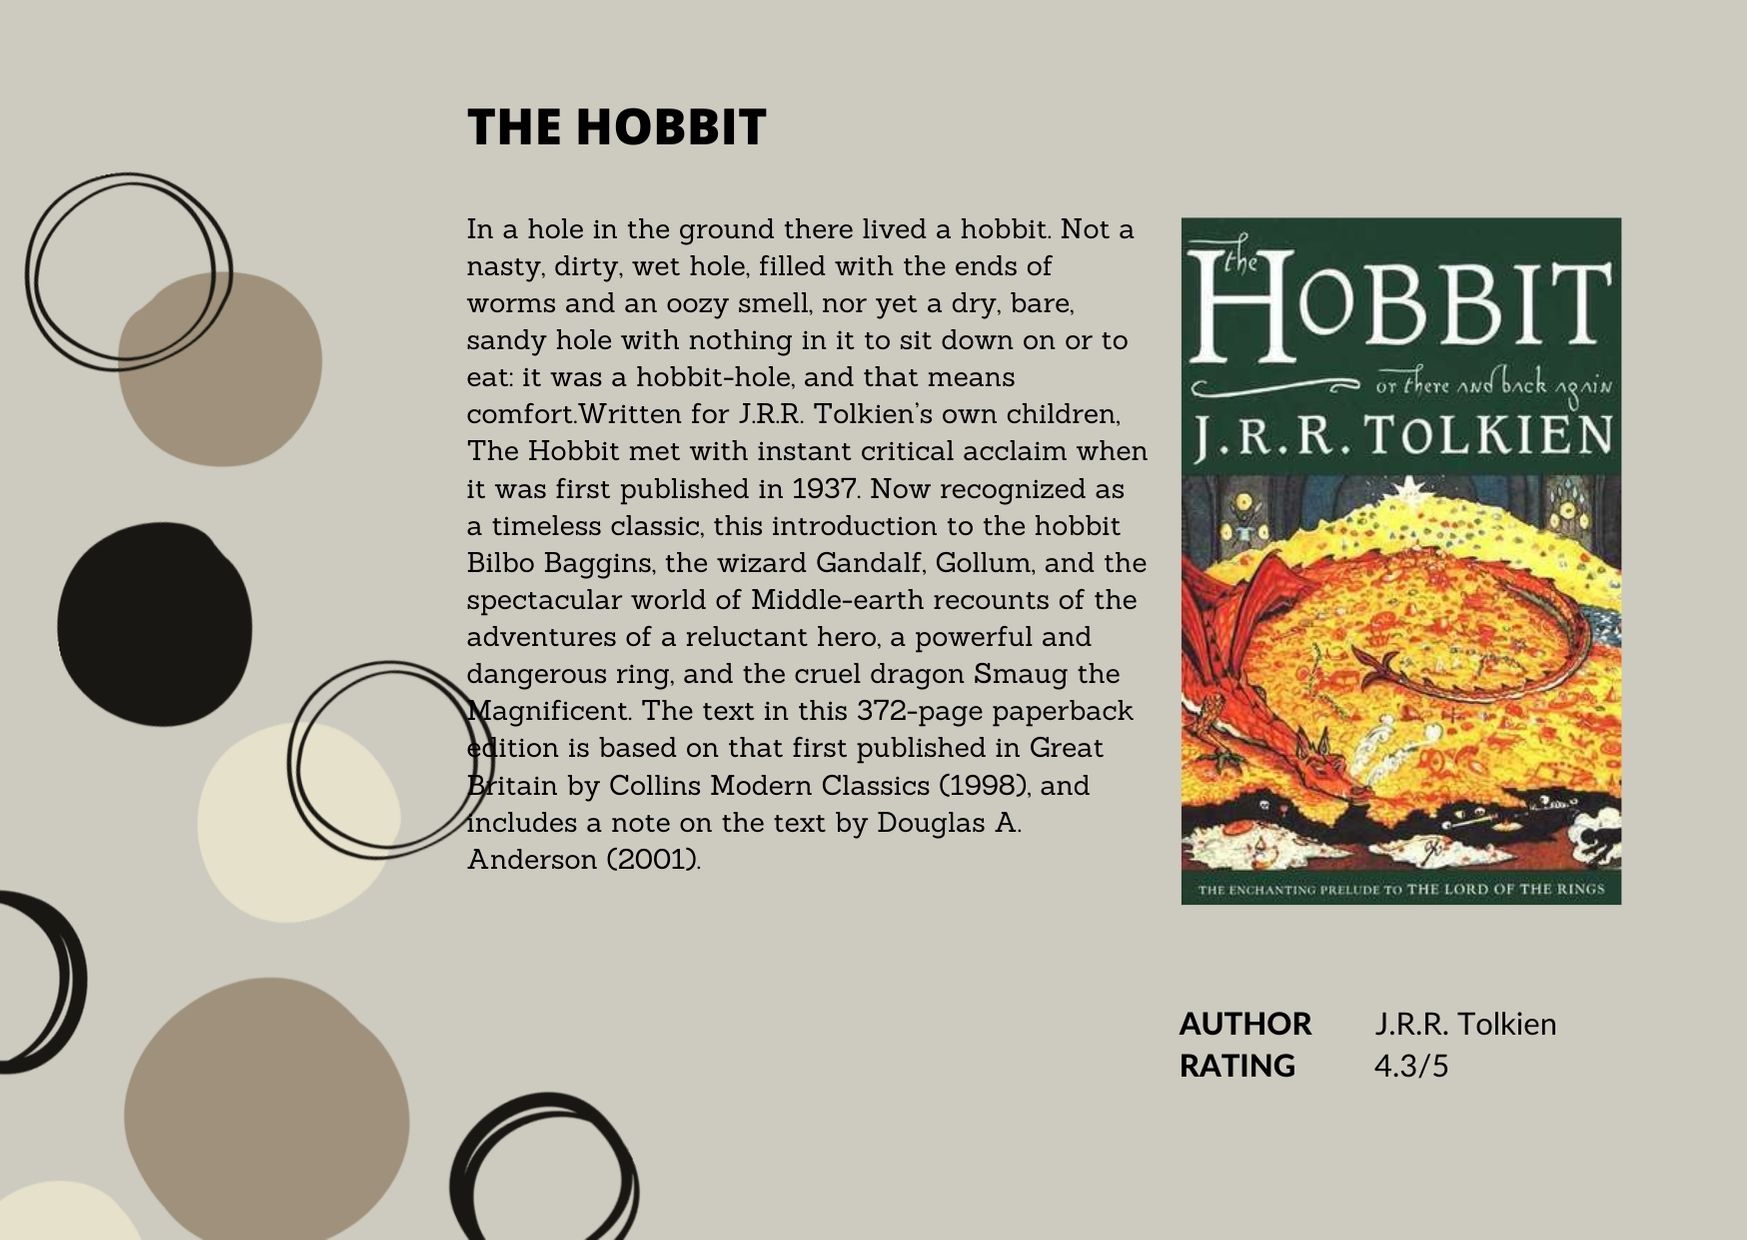 THE HOBBIT
In a hole in the ground there lived a hobbit. Not a
nasty, dirty, wet hole, filled with the ends of
worms and an oozy smell, nor yet a dry, bare,
sandy hole with nothing in it to sit down on or to
eat: it was a hobbit-hole, and that means
comfort.Written for J.R.R. Tolkien’s own children,
The Hobbit met with instant critical acclaim when
it was first published in 1937. Now recognized as
a timeless classic, this introduction to the hobbit
Bilbo Baggins, the wizard Gandalf, Gollum, and the
spectacular world of Middle-earth recounts of the
adventures of a reluctant hero, a powerful and
dangerous ring, and the cruel dragon Smaug the
Magnificent. The text in this 372-page paperback
edition is based on that first published in Great
Britain by Collins Modern Classics (1998), and
includes a note on the text by Douglas A.
Anderson (2001).
the HOBBIT
or there and back again
J.R.R. TOLKIEN
THE ENCHANTING PRELUDE TO THE LORD OF THE RINGS
AUTHOR J.R.R. Tolkien
RATING 4.3/5